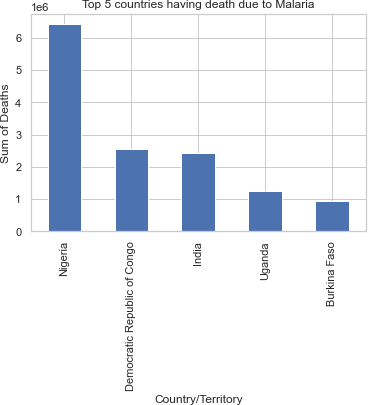 Top 5 countries having death due to Malaria
1e6
6
5
4
3
2
1
0
Sum of Deaths
Nigeria
Democratic Republic of Congo
India
Uganda
Burkina Faso
Country/Territory